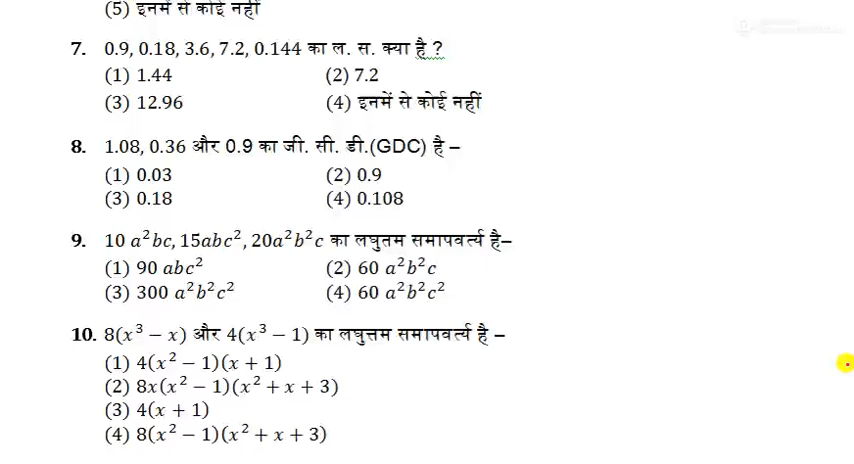 (5) इनमें से कोई नहीं
7. 0.9, 0.18, 3.6, 7.2, 0.144 का ल. स. क्या है ?
(1) 1.44 (2) 7.2
(3) 12.96 (4) इनमें से कोई नहीं
8. 1.08, 0.36 और 0.9 का जी. सी. डी.(GDC) है –
(1) 0.03 (2) 0.9
(3) 0.18 (4) 0.108
9. 10 a²bc, 15abc², 20a²b²c का लघुतम समापवर्त्य है–
(1) 90 abc² (2) 60 a²b²c
(3) 300 a²b²c² (4) 60 a²b²c²
10. 8(x³ − x) और 4(x³ − 1) का लघुत्तम समापवर्त्य है –
(1) 4(x² − 1)(x + 1)
(2) 8x(x² − 1)(x² + x + 3)
(3) 4(x + 1)
(4) 8(x² − 1)(x² + x + 3)